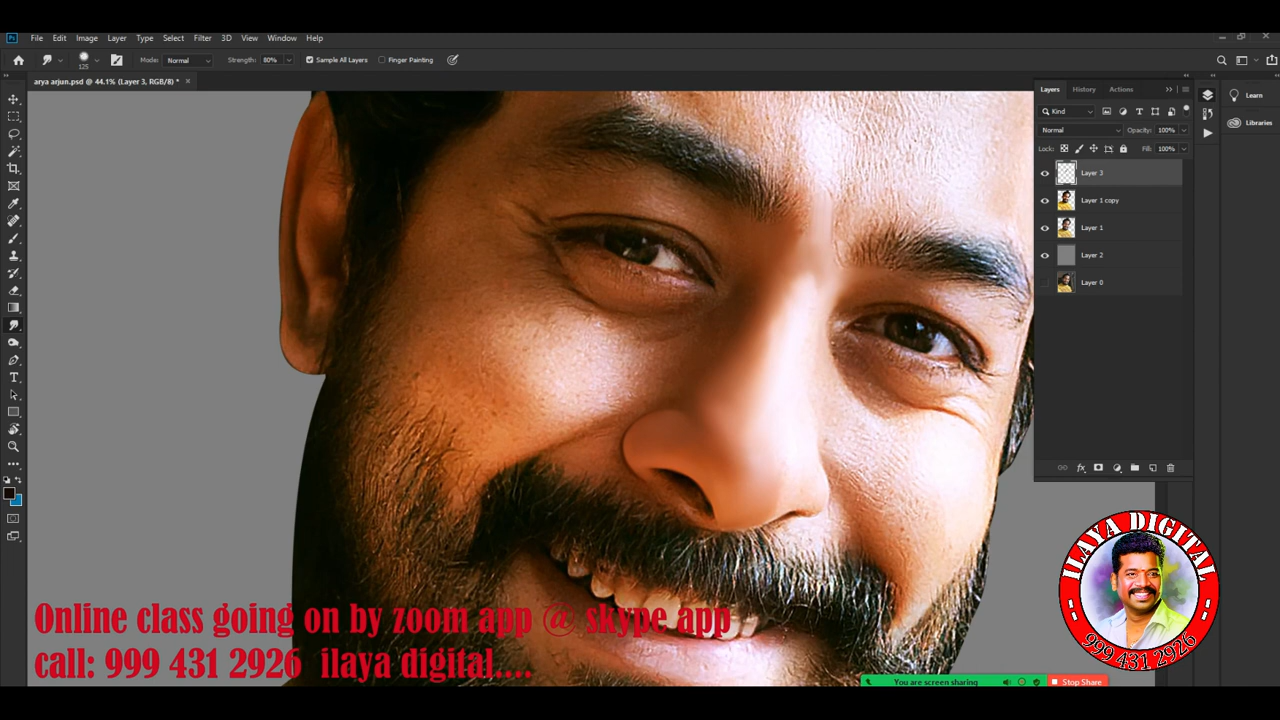 File Edit Image Layer Type Select Filter 3D View Window Help
125 Mode: Normal Strength: 80% Sample All Layers Finger Painting
arya arjun.psd @ 44.1% (Layer 3, RGB/8) *
Layers History Actions
Learn
Kind
Libraries
Normal Opacity: 100%
Lock: Fill: 100%
Layer 3
Layer 1 copy
Layer 1
Layer 2
Layer 0
ILAYA DIGITAL
999 431 2926
Online class going on by zoom app @ skype app
call: 999 431 2926 ilaya digital....
You are screen sharing Stop Share